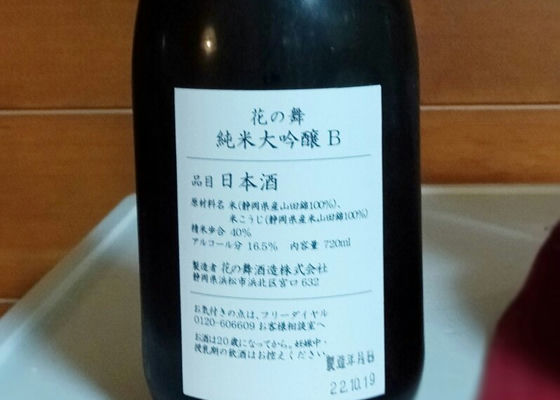 花の舞
純米大吟醸 B
品目 日本酒
原材料名 米(静岡県産山田錦100%)、
米こうじ(静岡県産米山田錦100%)
精米歩合 40%
アルコール分 16.5% 内容量 720ml
製造者 花の舞酒造株式会社
静岡県浜松市浜北区宮口 632
お気付きの点は、フリーダイヤル
0120-606609 お客様相談室へ
お酒は20歳になってから。妊娠中・
授乳期の飲酒はお控えください。
製造年月日
22.10.19